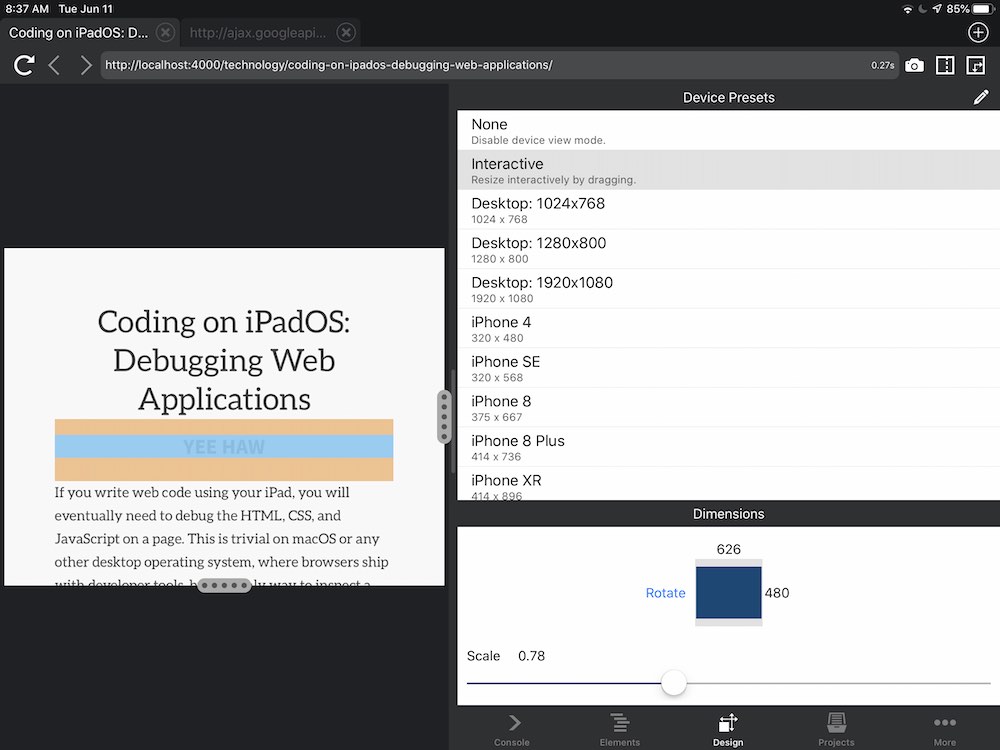 8:37 AM Tue Jun 11
85%
Coding on iPadOS: D...
http://ajax.googleapi...
http://localhost:4000/technology/coding-on-ipados-debugging-web-applications/
0.27s
Coding on iPadOS:
Debugging Web
Applications
YEE HAW
If you write web code using your iPad, you will
eventually need to debug the HTML, CSS, and
JavaScript on a page. This is trivial on macOS or any
other desktop operating system, where browsers ship
with developer tools, ly way to inspect a
Device Presets
None
Disable device view mode.
Interactive
Resize interactively by dragging.
Desktop: 1024x768
1024 x 768
Desktop: 1280x800
1280 x 800
Desktop: 1920x1080
1920 x 1080
iPhone 4
320 x 480
iPhone SE
320 x 568
iPhone 8
375 x 667
iPhone 8 Plus
414 x 736
iPhone XR
414 x 896
Dimensions
626
Rotate
480
Scale 0.78
Console
Elements
Design
Projects
More